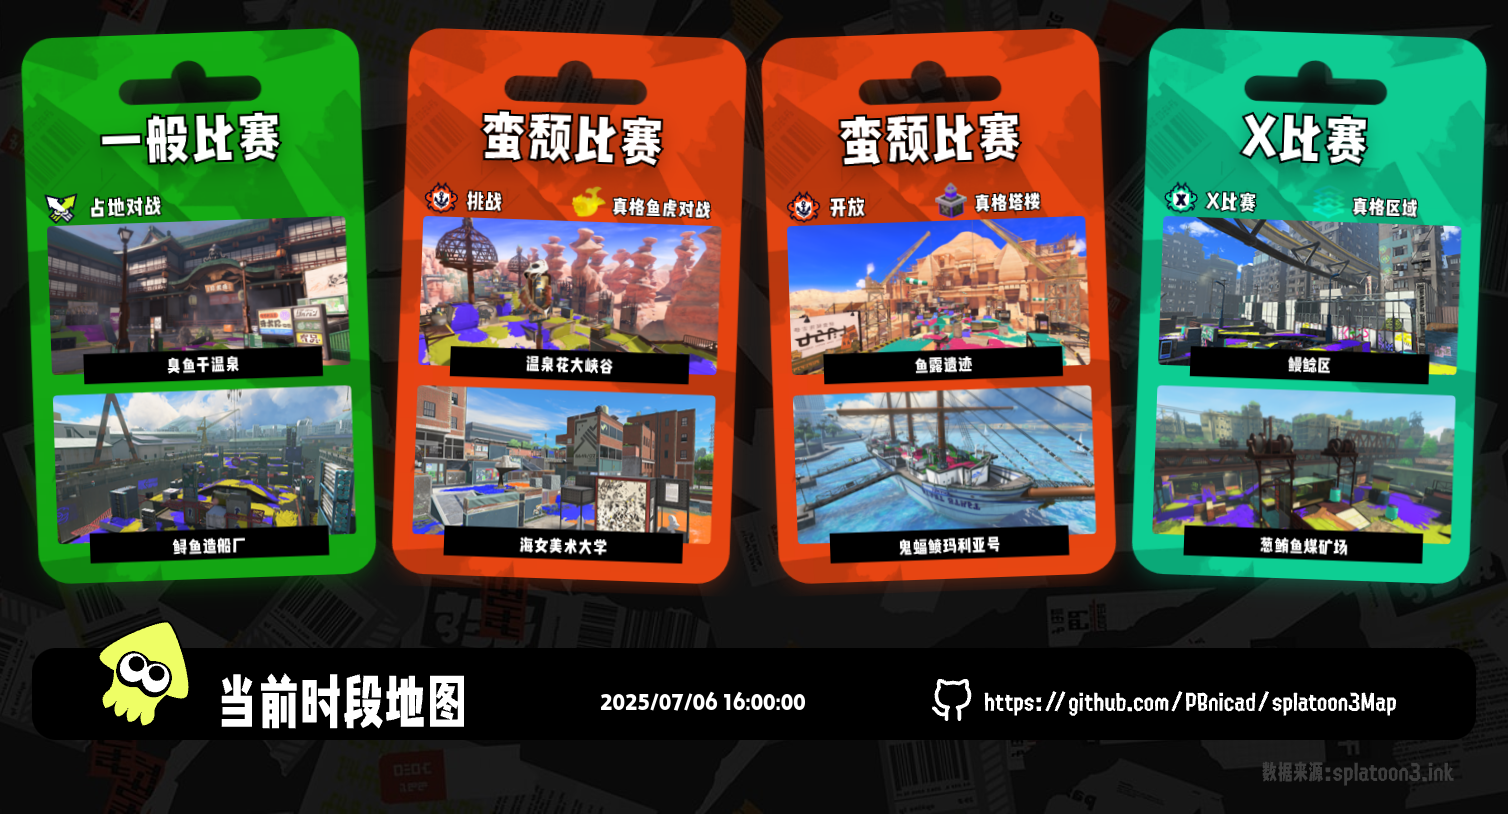 一般比赛
占地对战
臭鱼干温泉
鲟鱼造船厂
蛮颓比赛
挑战
真格鱼虎对战
温泉花大峡谷
海女美术大学
蛮颓比赛
开放
真格塔楼
鱼露遗迹
鬼蝠鲼玛利亚号
X比赛
X比赛
真格区域
鳗鲶区
葱鲔鱼煤矿场
当前时段地图
2025/07/06 16:00:00
https://github.com/PBnicad/splatoon3Map
数据来源:splatoon3.ink